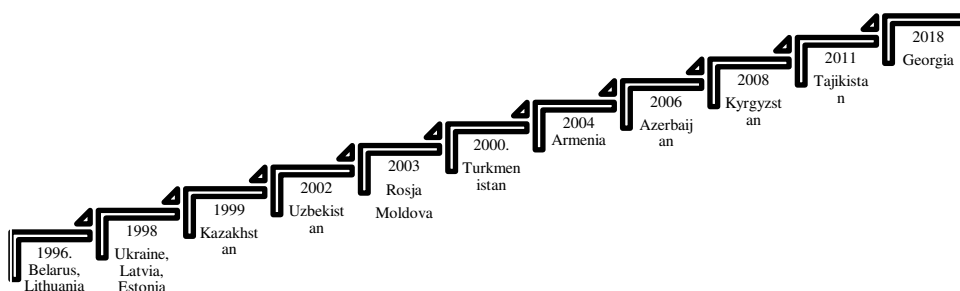 1996.
Belarus,
Lithuania
1998
Ukraine,
Latvia,
Estonia
1999
Kazakhst
an
2002
Uzbekist
an
2003
Rosja
Moldova
2000.
Turkmen
istan
2004
Armenia
2006
Azerbaij
an
2008
Kyrgyzst
an
2011
Tajikista
n
2018
Georgia